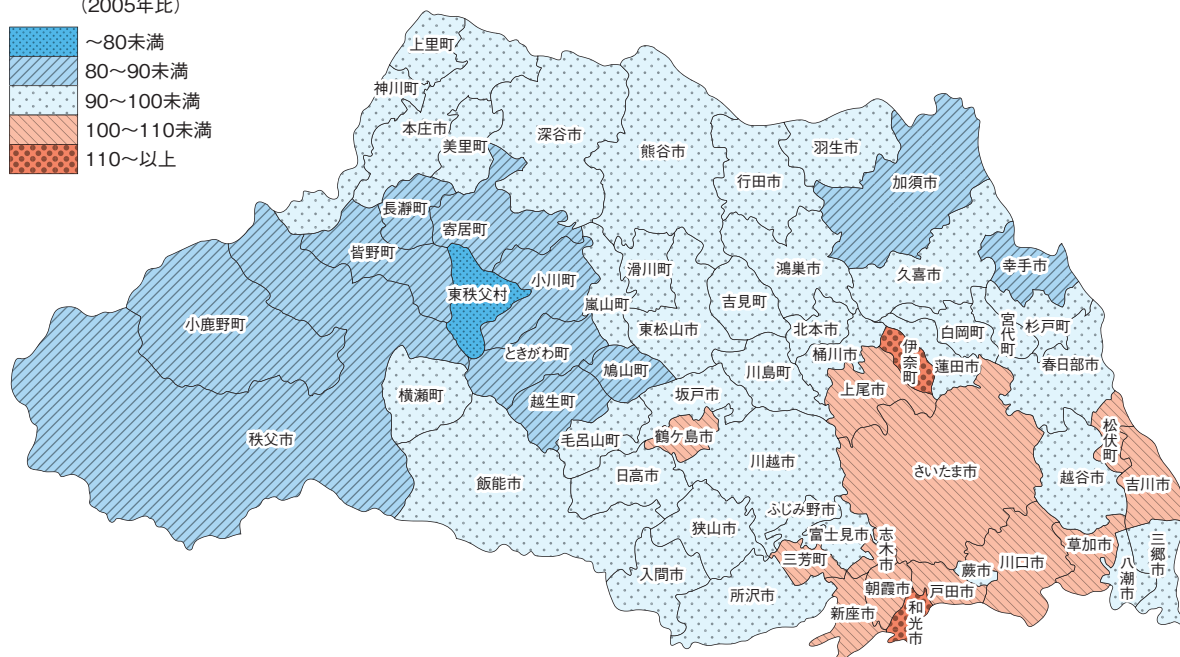 (2005年比)
～80未満
80～90未満
90～100未満
100～110未満
110～以上
上里町
神川町
本庄市
美里町
深谷市
熊谷市
行田市
羽生市
加須市
長瀞町
寄居町
皆野町
小川町
東秩父村
嵐山町
滑川町
吉見町
鴻巣市
久喜市
幸手市
小鹿野町
ときがわ町
東松山市
北本市
桶川市
伊奈町
白岡町
宮代町
杉戸町
蓮田市
春日部市
横瀬町
鳩山町
越生町
坂戸市
川島町
上尾市
秩父市
毛呂山町
鶴ケ島市
松伏町
飯能市
日高市
川越市
さいたま市
越谷市
吉川市
狭山市
ふじみ野市
富士見市
志木市
三芳町
入間市
所沢市
朝霞市
新座市
和光市
戸田市
蕨市
川口市
草加市
八潮市
三郷市